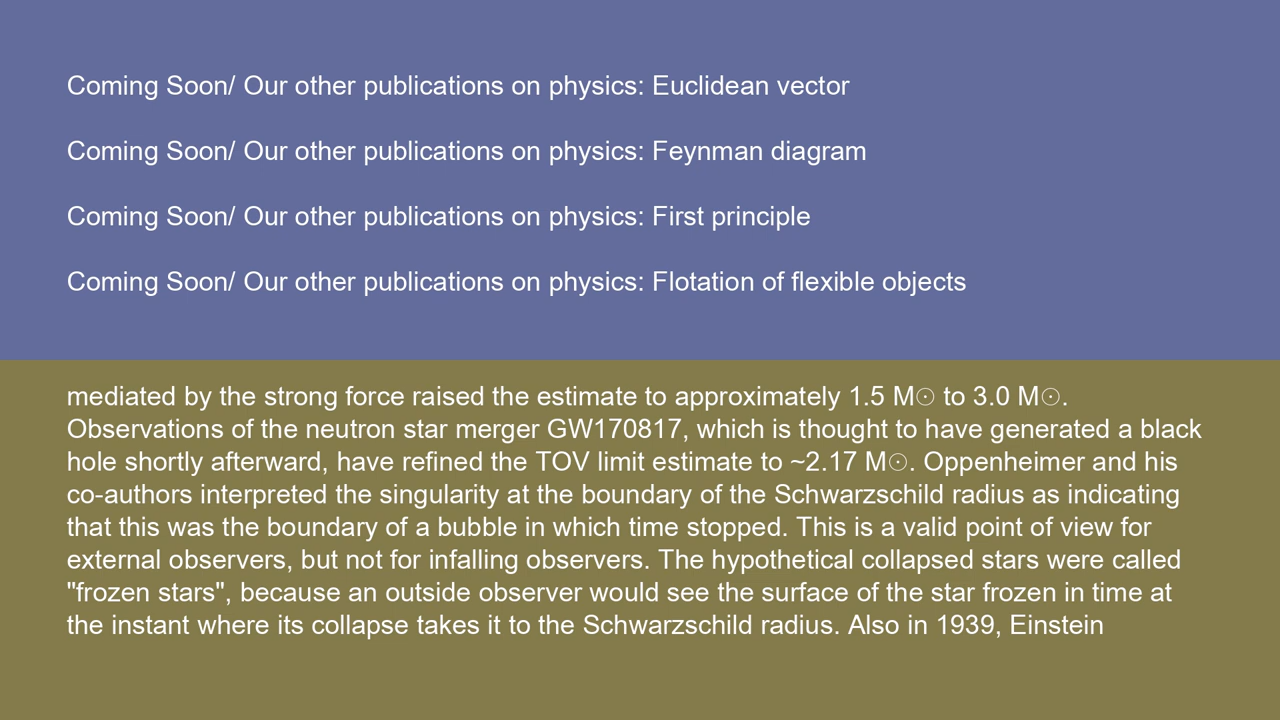 Coming Soon/ Our other publications on physics: Euclidean vector
Coming Soon/ Our other publications on physics: Feynman diagram
Coming Soon/ Our other publications on physics: First principle
Coming Soon/ Our other publications on physics: Flotation of flexible objects
mediated by the strong force raised the estimate to approximately 1.5 M☉ to 3.0 M☉.
Observations of the neutron star merger GW170817, which is thought to have generated a black
hole shortly afterward, have refined the TOV limit estimate to ~2.17 M☉. Oppenheimer and his
co-authors interpreted the singularity at the boundary of the Schwarzschild radius as indicating
that this was the boundary of a bubble in which time stopped. This is a valid point of view for
external observers, but not for infalling observers. The hypothetical collapsed stars were called
"frozen stars", because an outside observer would see the surface of the star frozen in time at
the instant where its collapse takes it to the Schwarzschild radius. Also in 1939, Einstein